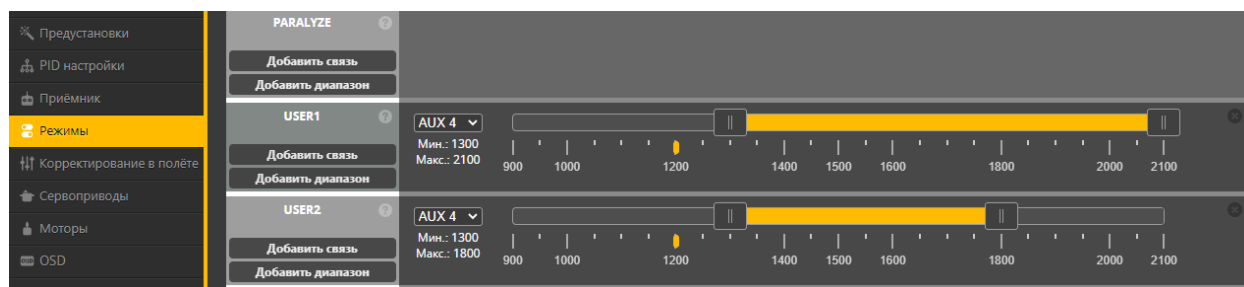 Предустановки
PID настройки
Приёмник
Режимы
Корректирование в полёте
Сервоприводы
Моторы
OSD
PARALYZE ?
Добавить связь
Добавить диапазон
USER1 ?
Добавить связь
Добавить диапазон
AUX 4
Мин.: 1300
Макс.: 2100
900 1000 1200 1400 1500 1600 1800 2000 2100
USER2 ?
Добавить связь
Добавить диапазон
AUX 4
Мин.: 1300
Макс.: 1800
900 1000 1200 1400 1500 1600 1800 2000 2100